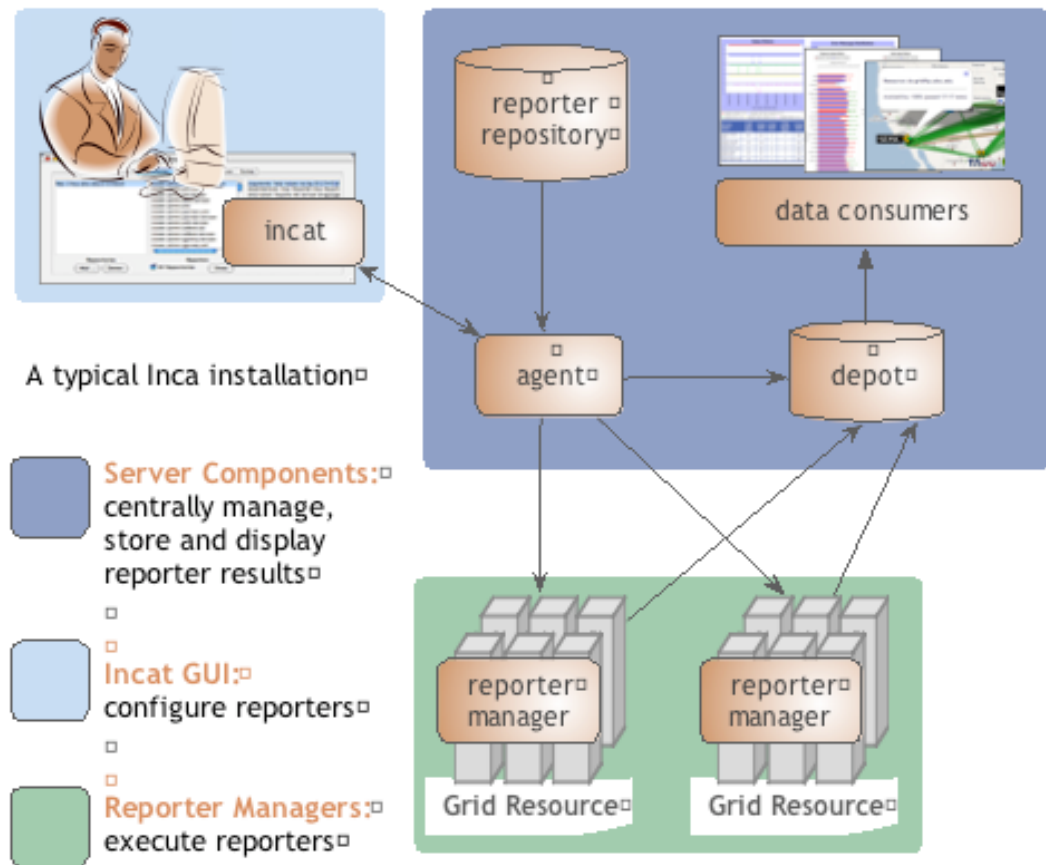 reporter
repository
data consumers
incat
A typical Inca installation
agent
depot
Server Components:
centrally manage,
store and display
reporter results
Incat GUI:
configure reporters
Reporter Managers:
execute reporters
reporter
manager
reporter
manager
Grid Resource
Grid Resource